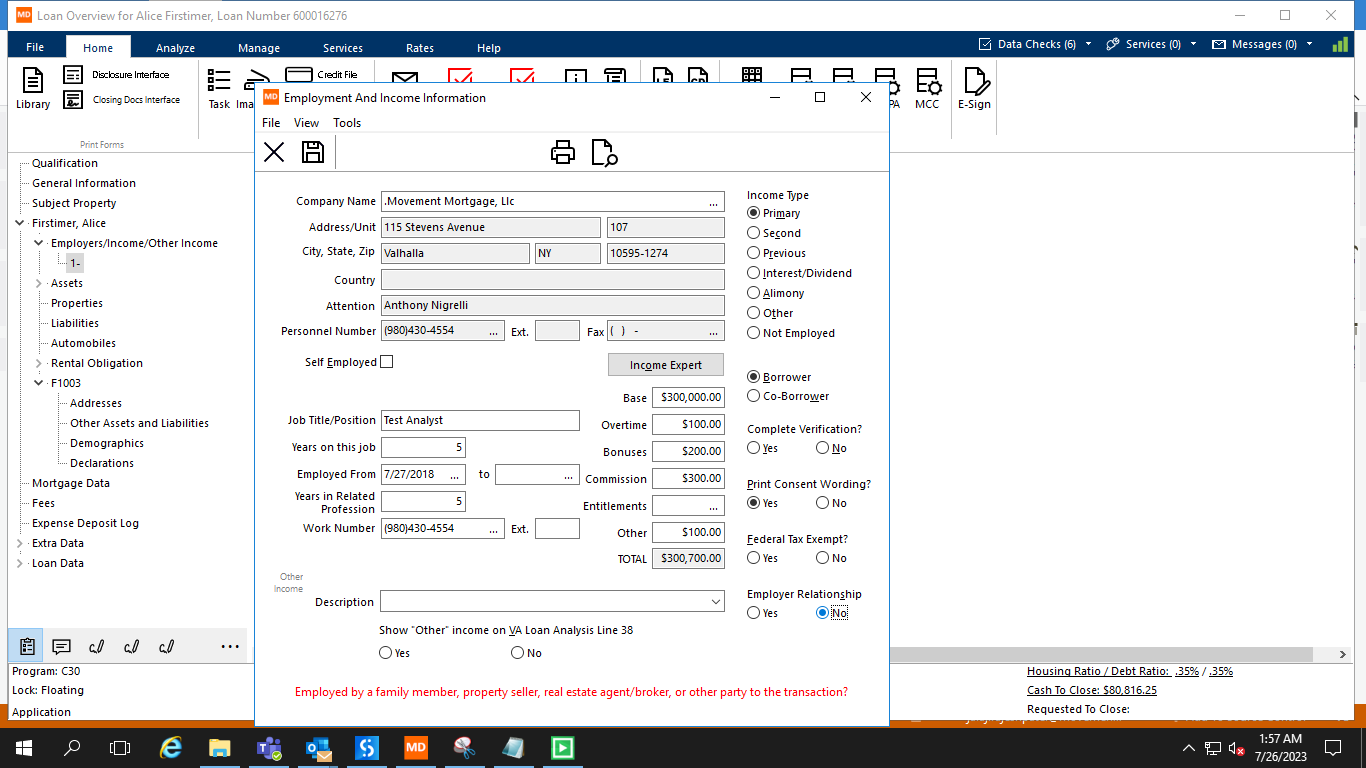 MD Loan Overview for Alice Firstimer, Loan Number 600016276
File Home Analyze Manage Services Rates Help Data Checks (6) Services (0) Messages (0)
Library
Disclosure Interface
Closing Docs Interface
Print Forms
Task
Credit File
MCC
E-Sign
Qualification
General Information
Subject Property
Firstimer, Alice
Employers/Income/Other Income
1-
Assets
Properties
Liabilities
Automobiles
Rental Obligation
F1003
Addresses
Other Assets and Liabilities
Demographics
Declarations
Mortgage Data
Fees
Expense Deposit Log
Extra Data
Loan Data
Program: C30
Lock: Floating
Application
MD Employment And Income Information
File View Tools
Company Name .Movement Mortgage, Llc ...
Address/Unit 115 Stevens Avenue 107
City, State, Zip Valhalla NY 10595-1274
Country
Attention Anthony Nigrelli
Personnel Number (980)430-4554 ... Ext. Fax ( ) - ...
Self Employed
Income Expert
Base $300,000.00
Job Title/Position Test Analyst
Overtime $100.00
Years on this job 5
Bonuses $200.00
Employed From 7/27/2018 ... to ...
Commission $300.00
Years in Related
Profession 5
Entitlements ...
Work Number (980)430-4554 ... Ext.
Other $100.00
TOTAL $300,700.00
Other
Income
Description
Show "Other" income on VA Loan Analysis Line 38
Yes No
Employed by a family member, property seller, real estate agent/broker, or other party to the transaction?
Income Type
Primary
Second
Previous
Interest/Dividend
Alimony
Other
Not Employed
Borrower
Co-Borrower
Complete Verification?
Yes No
Print Consent Wording?
Yes No
Federal Tax Exempt?
Yes No
Employer Relationship
Yes No
Housing Ratio / Debt Ratio: .35% / .35%
Cash To Close: $80,816.25
Requested To Close:
MD
1:57 AM
7/26/2023